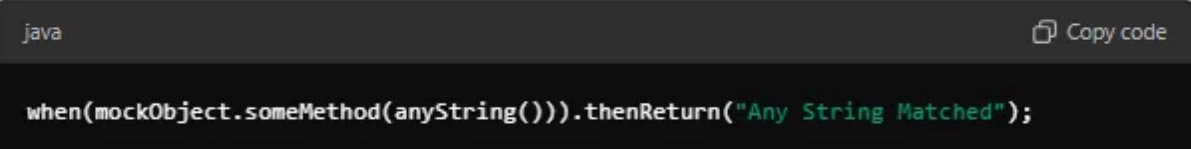 java
Copy code
when(mockObject.someMethod(anyString())).thenReturn("Any String Matched");